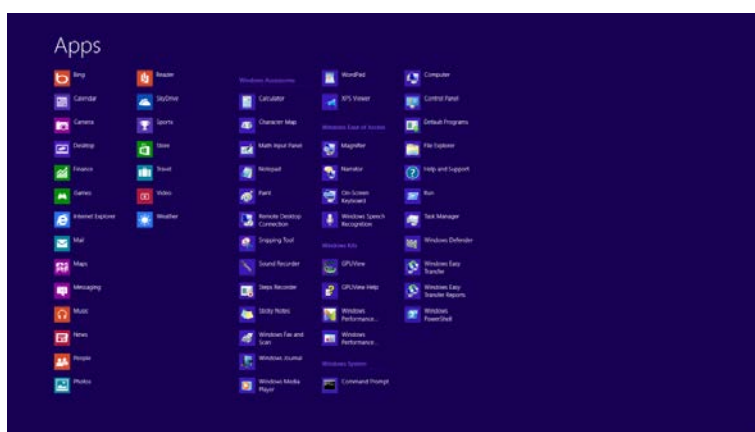 Apps
Bing
Calendar
Camera
Desktop
Finance
Games
Internet Explorer
Mail
Maps
Messaging
Music
News
People
Photos
Reader
SkyDrive
Sports
Store
Travel
Video
Weather
Windows Accessories
Calculator
Character Map
Math Input Panel
Notepad
Paint
Remote Desktop
Connection
Snipping Tool
Sound Recorder
Steps Recorder
Sticky Notes
Windows Fax and
Scan
Windows Journal
Windows Media
Player
WordPad
XPS Viewer
Windows Ease of Access
Magnifier
Narrator
On-Screen
Keyboard
Windows Speech
Recognition
Windows Kits
GPUView
GPUView Help
Windows
Performance...
Windows
Performance...
Windows System
Command Prompt
Computer
Control Panel
Default Programs
File Explorer
Help and Support
Run
Task Manager
Windows Defender
Windows Easy
Transfer
Windows Easy
Transfer Reports
Windows
PowerShell